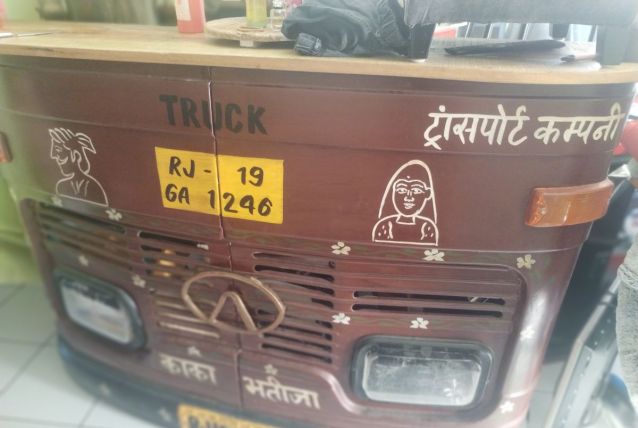 TRUCK
ट्रांसपोर्ट कम्पनी
RJ - 19
GA 1246
काका भतीजा